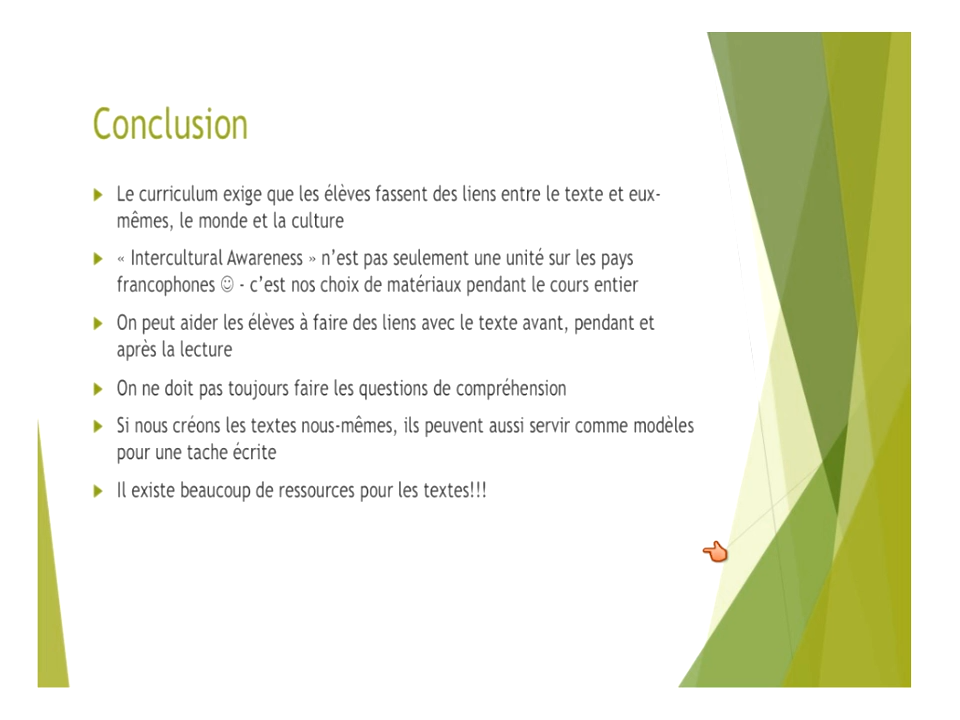 Conclusion
Le curriculum exige que les élèves fassent des liens entre le texte et eux-
mêmes, le monde et la culture
« Intercultural Awareness » n’est pas seulement une unité sur les pays
francophones ☺ - c’est nos choix de matériaux pendant le cours entier
On peut aider les élèves à faire des liens avec le texte avant, pendant et
après la lecture
On ne doit pas toujours faire les questions de compréhension
Si nous créons les textes nous-mêmes, ils peuvent aussi servir comme modèles
pour une tache écrite
Il existe beaucoup de ressources pour les textes!!!